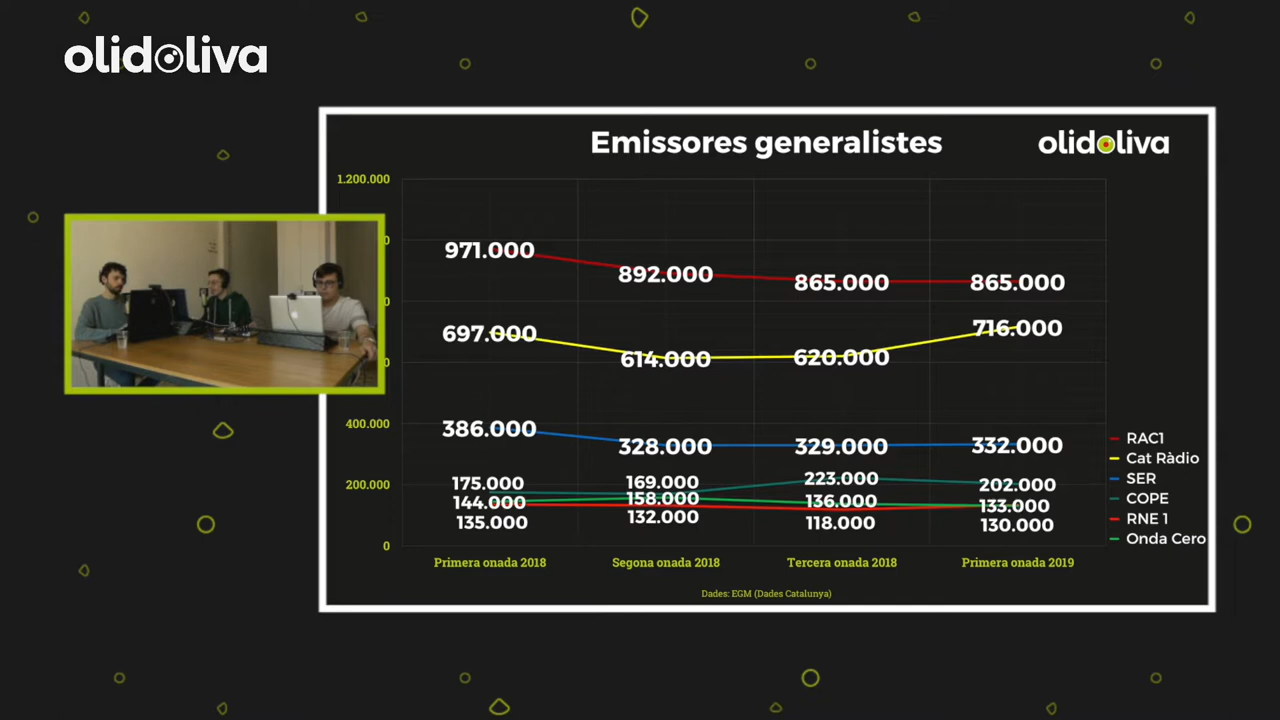 olidoliva
Emissores generalistes
olidoliva
1.200.000
971.000
892.000
865.000
865.000
697.000
614.000
620.000
716.000
400.000
386.000
328.000
329.000
332.000
200.000
175.000
169.000
223.000
202.000
144.000
158.000
136.000
133.000
135.000
132.000
118.000
130.000
0
RAC1
Cat Ràdio
SER
COPE
RNE 1
Onda Cero
Primera onada 2018
Segona onada 2018
Tercera onada 2018
Primera onada 2019
Dades: EGM (Dades Catalunya)